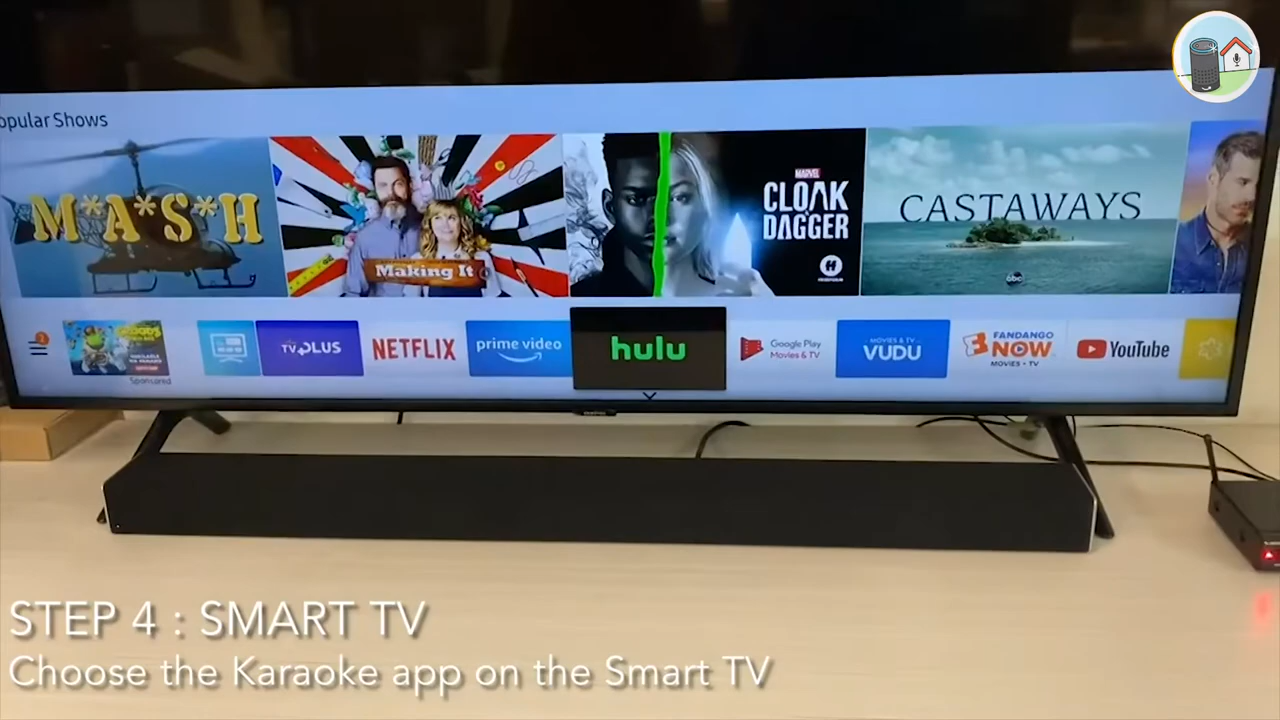 opular Shows
M*A*S*H
Making It
MARVEL
CLOAK
DAGGER
CASTAWAYS
abc
2
Sponsored
TV PLUS
NETFLIX
prime video
hulu
Google Play
Movies & TV
MOVIES & TV
VUDU
FANDANGO
NOW
MOVIES + TV
YouTube
STEP 4 : SMART TV
Choose the Karaoke app on the Smart TV